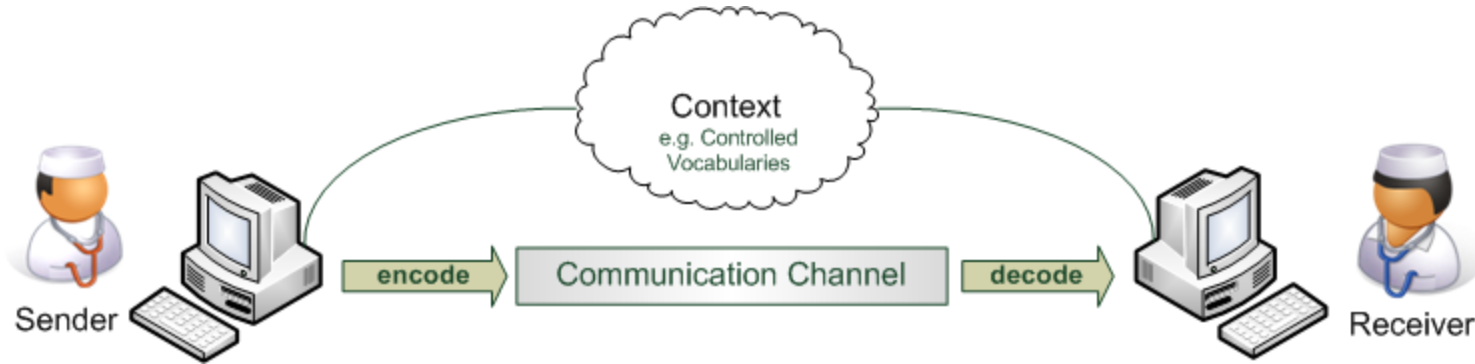 Context
e.g. Controlled
Vocabularies
Sender
encode
Communication Channel
decode
Receiver